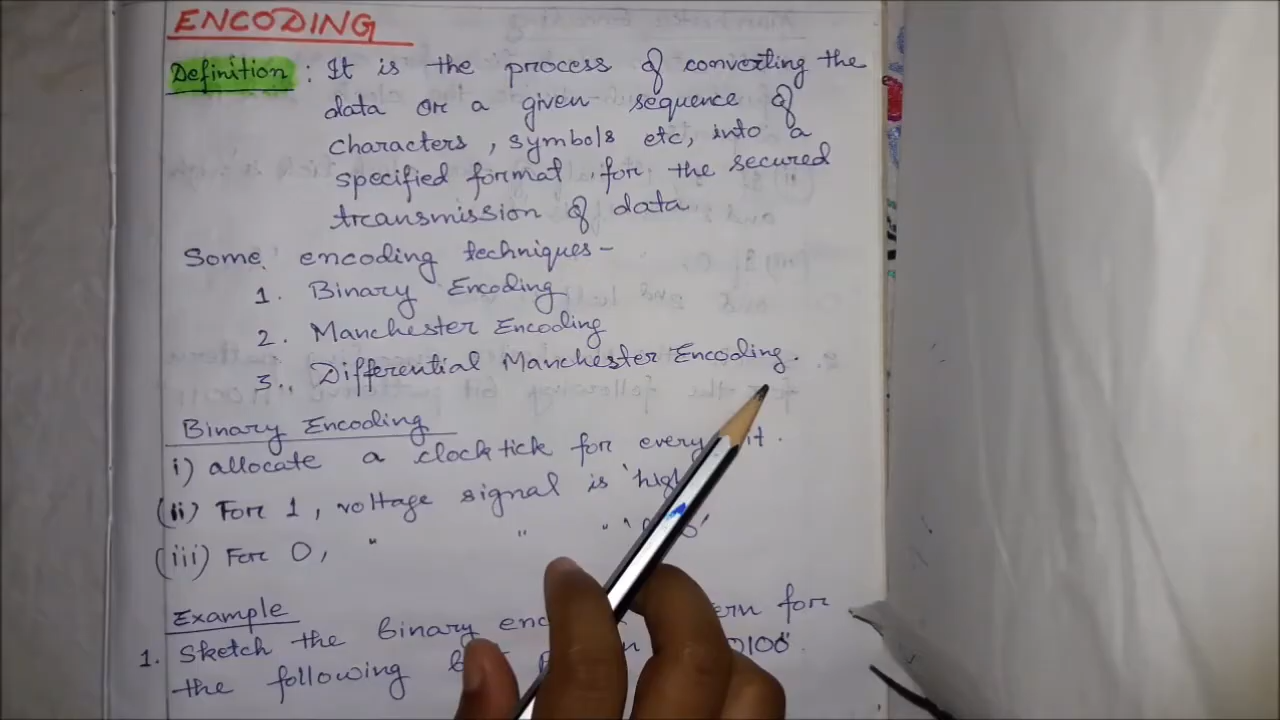 ENCODING
Definition : It is the process of converting the
data or a given sequence of
characters, symbols etc, into a
specified format, for the secured
transmission of data
Some encoding techniques-
1. Binary Encoding
2. Manchester Encoding
3. Differential Manchester Encoding.
Binary Encoding
i) allocate a clock tick for every
(ii) For 1, voltage signal is
(iii) For 0, " " "
Example
1. Sketch the binary for
the following